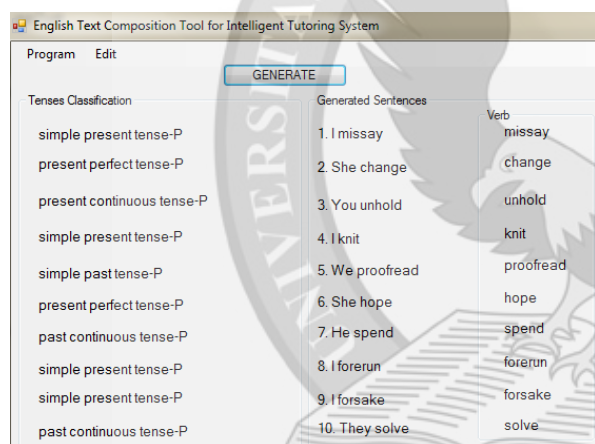 English Text Composition Tool for Intelligent Tutoring System
Program Edit
GENERATE
Tenses Classification Generated Sentences Verb
simple present tense-P 1. I missay missay
present perfect tense-P 2. She change change
present continuous tense-P 3. You unhold unhold
simple present tense-P 4. I knit knit
simple past tense-P 5. We proofread proofread
present perfect tense-P 6. She hope hope
past continuous tense-P 7. He spend spend
simple present tense-P 8. I forerun forerun
simple present tense-P 9. I forsake forsake
past continuous tense-P 10. They solve solve
UNIVERSITA